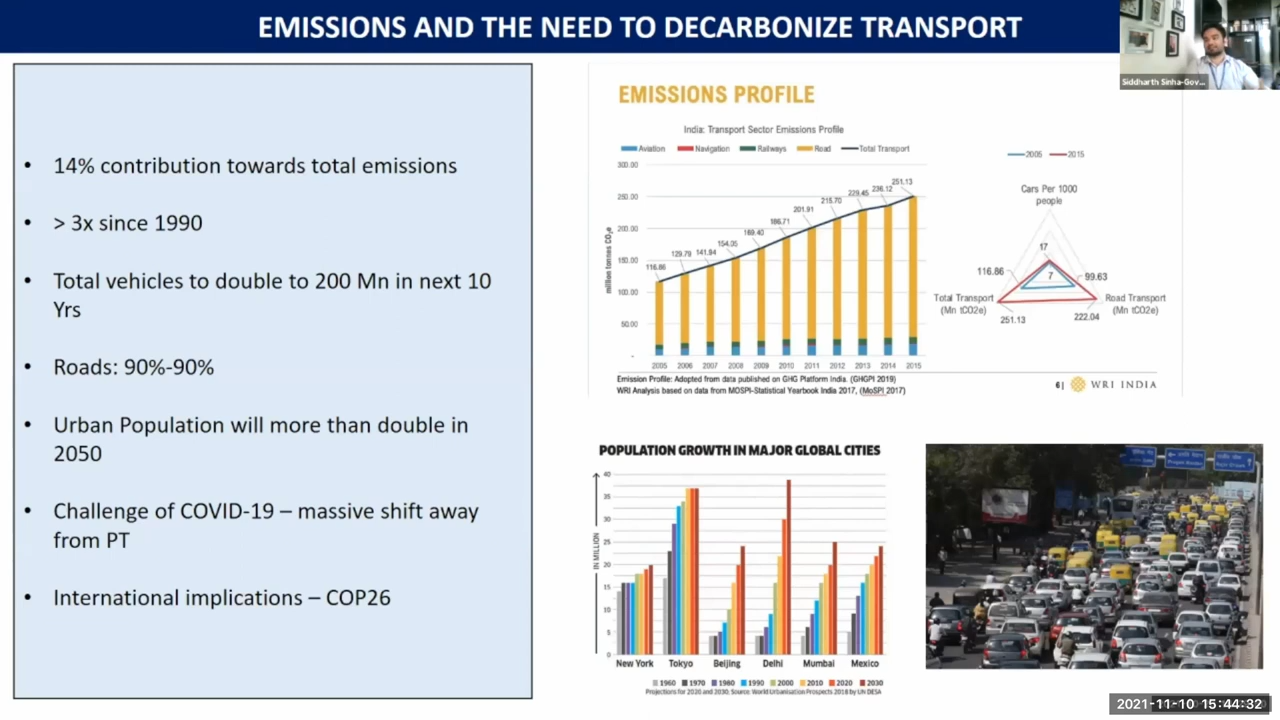 EMISSIONS AND THE NEED TO DECARBONIZE TRANSPORT
Siddharth Sinha-Gov...
• 14% contribution towards total emissions
• > 3x since 1990
• Total vehicles to double to 200 Mn in next 10
Yrs
• Roads: 90%-90%
• Urban Population will more than double in
2050
• Challenge of COVID-19 – massive shift away
from PT
• International implications – COP26
EMISSIONS PROFILE
India: Transport Sector Emissions Profile
Aviation Navigation Railways Road Total Transport
million tonnes CO₂e
300.00
250.00
200.00
150.00
100.00
50.00
-
116.86 129.79 141.84 154.05 169.40 186.71 201.91 215.70 229.45 236.12 251.13
2005 2006 2007 2008 2009 2010 2011 2012 2013 2014 2015
2005 2015
Cars Per 1000
people
17
7
116.86
99.63
Total Transport
(Mn tCO2e)
Road Transport
(Mn tCO2e)
251.13
222.04
Emission Profile: Adopted from data published on GHG Platform India. (GHGPI 2019)
WRI Analysis based on data from MOSPI-Statistical Yearbook India 2017, (MoSPI 2017)
6| WRI INDIA
POPULATION GROWTH IN MAJOR GLOBAL CITIES
IN MILLION
40
35
30
25
20
15
10
5
0
New York Tokyo Beijing Delhi Mumbai Mexico
1960 1970 1980 1990 2000 2010 2020 2030
Projections for 2020 and 2030; Source: World Urbanisation Prospects 2018 by UN DESA
2021-11-10 15:44:32